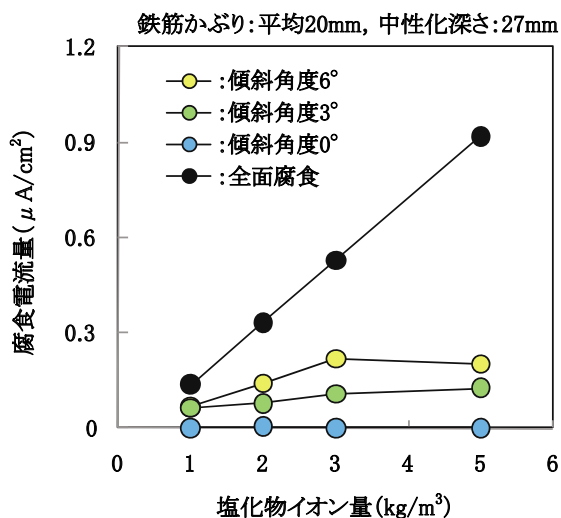 鉄筋かぶり:平均20mm, 中性化深さ:27mm
1.2
0.9
0.6
0.3
0
:傾斜角度6°
:傾斜角度3°
:傾斜角度0°
:全面腐食
腐食電流量(μA/cm²)
0 1 2 3 4 5 6
塩化物イオン量(kg/m³)